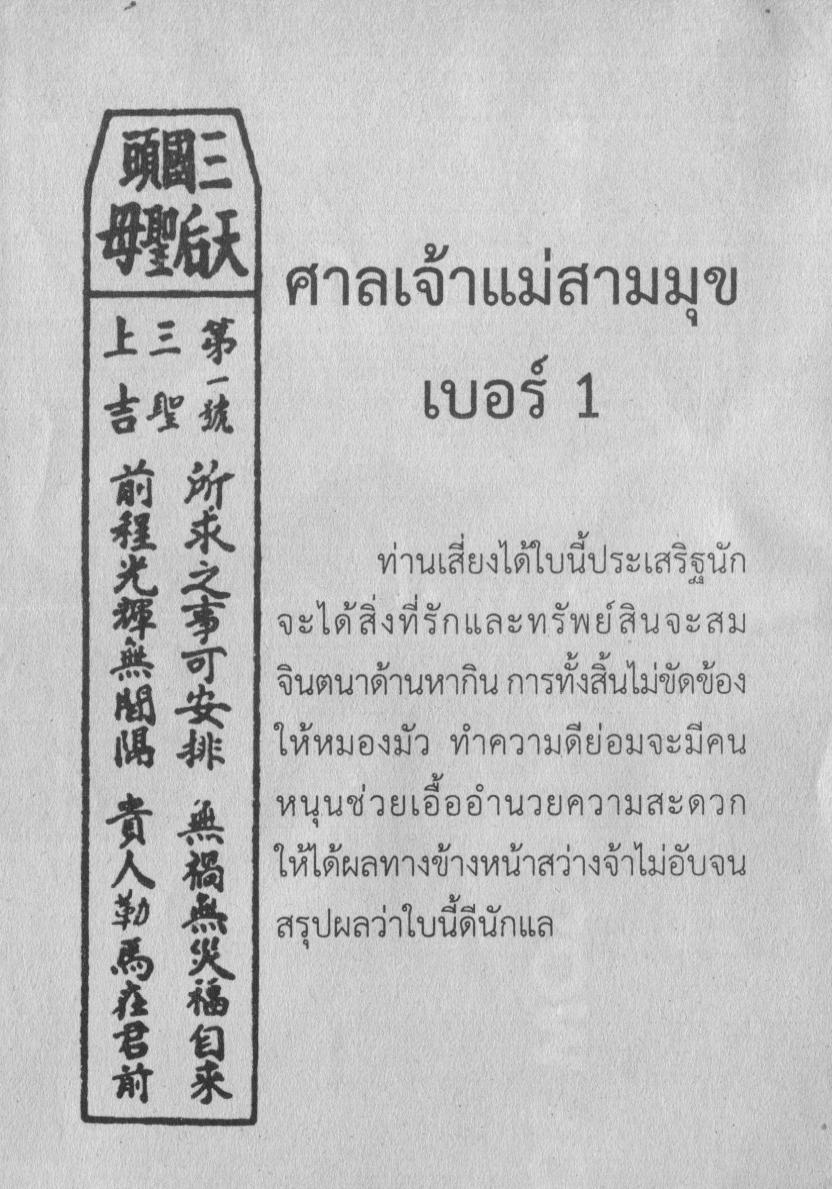 三國頭
天后聖母
第一號
三聖
上吉
所求之事可安排
無禍無災福自來
前程光輝無間隔
貴人勒馬在君前
ศาลเจ้าแม่สามมุข
เบอร์ 1
ท่านเสี่ยงได้ใบนี้ประเสริฐนัก
จะได้สิ่งที่รักและทรัพย์สินจะสม
จินตนาด้านหากิน การทั้งสิ้นไม่ขัดข้อง
ให้หมองมัว ทำความดีย่อมจะมีคน
หนุนช่วยเอื้ออำนวยความสะดวก
ให้ได้ผลทางข้างหน้าสว่างจ้าไม่อับจน
สรุปผลว่าใบนี้ดีนักแล